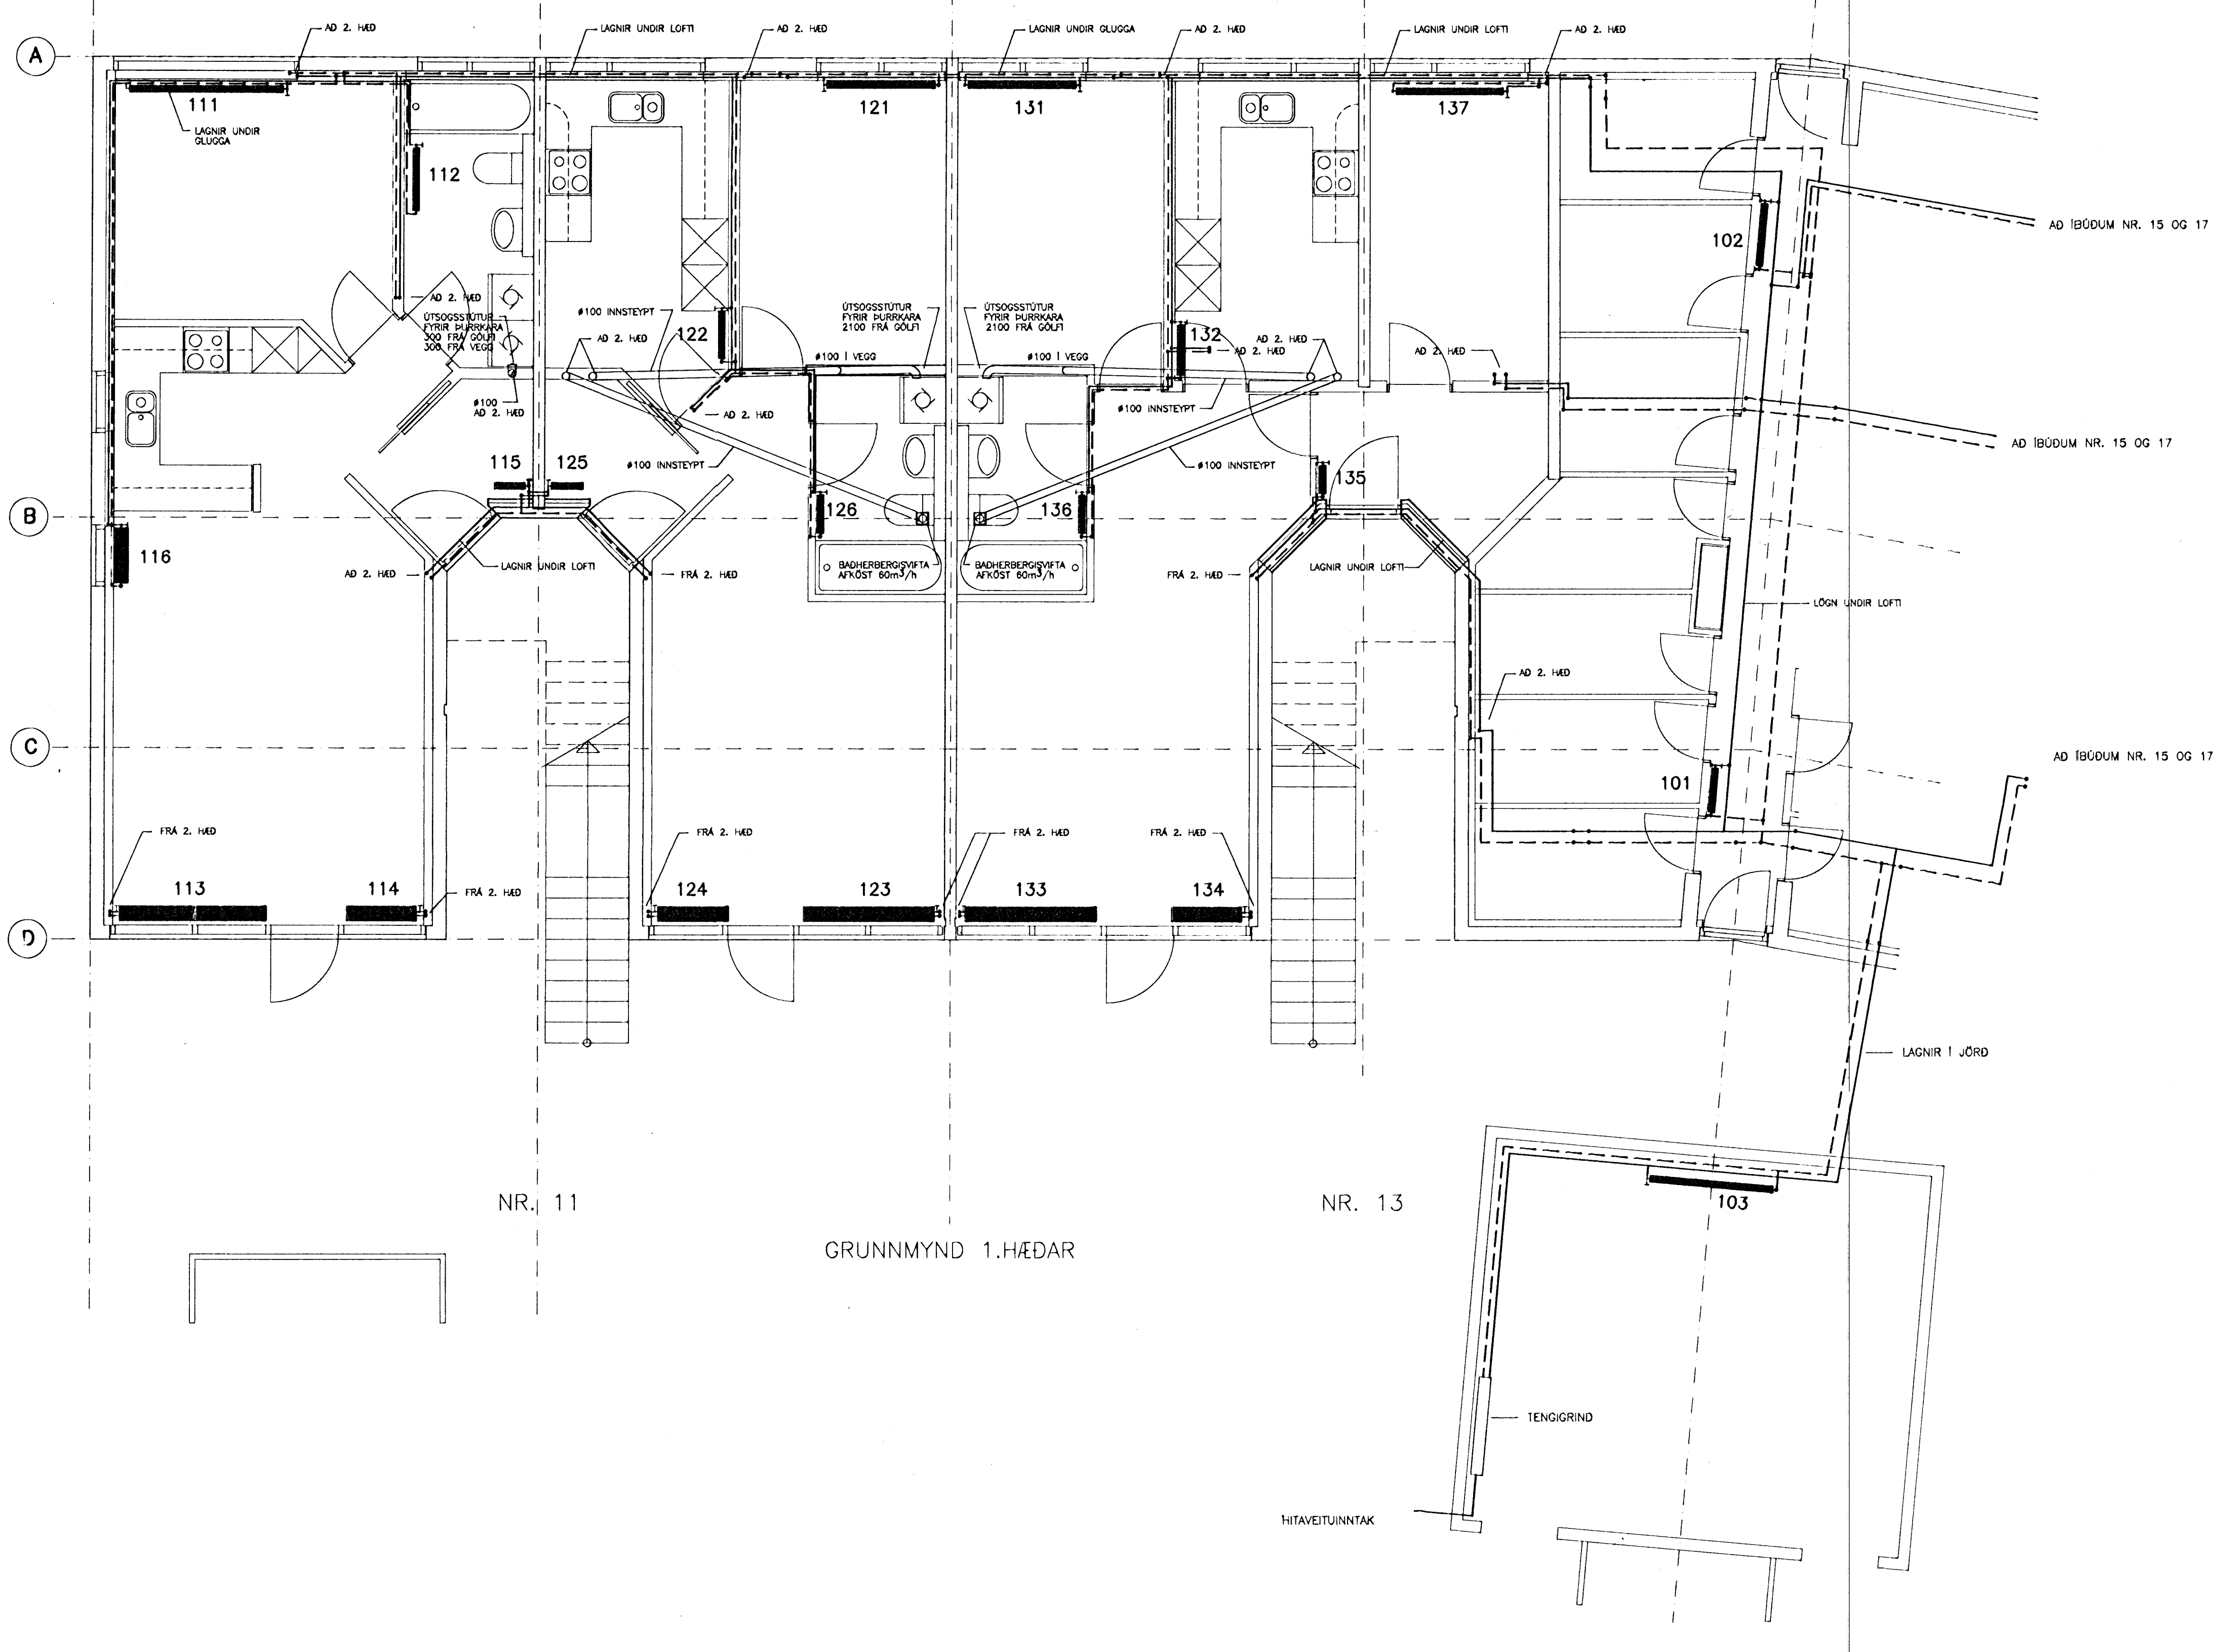 AÐ 2. HÆÐ
LAGNIR UNDIR LOFTI
AÐ 2. HÆÐ
LAGNIR UNDIR GLUGGA
AÐ 2. HÆÐ
LAGNIR UNDIR LOFTI
AÐ 2. HÆÐ
A
111
121
131
137
LAGNIR UNDIR
GLUGGA
112
102
AÐ ÍBÚÐUM NR. 15 OG 17
AÐ 2. HÆÐ
ÚTSOGSSTÚTUR
FYRIR ÞURRKARA
300 FRÁ GÓLFI
300 FRÁ VEGG
ø100 INNSTEYPT
122
AÐ 2. HÆÐ
ÚTSOGSSTÚTUR
FYRIR ÞURRKARA
2100 FRÁ GÓLFI
ÚTSOGSSTÚTUR
FYRIR ÞURRKARA
2100 FRÁ GÓLFI
132
AÐ 2. HÆÐ
AÐ 2. HÆÐ
AÐ 2. HÆÐ
ø100 Í VEGG
ø100 Í VEGG
ø100
AÐ 2. HÆÐ
AÐ 2. HÆÐ
ø100 INNSTEYPT
AÐ ÍBÚÐUM NR. 15 OG 17
115
125
ø100 INNSTEYPT
ø100 INNSTEYPT
135
B
126
136
116
AÐ 2. HÆÐ
LAGNIR UNDIR LOFTI
FRÁ 2. HÆÐ
BAÐHERBERGISVIFTA
AFKÖST 60m³/h
BAÐHERBERGISVIFTA
AFKÖST 60m³/h
FRÁ 2. HÆÐ
LAGNIR UNDIR LOFTI
LÖGN UNDIR LOFTI
AÐ 2. HÆÐ
C
AÐ ÍBÚÐUM NR. 15 OG 17
101
FRÁ 2. HÆÐ
FRÁ 2. HÆÐ
FRÁ 2. HÆÐ
FRÁ 2. HÆÐ
113
114
FRÁ 2. HÆÐ
124
123
133
134
D
LAGNIR Í JÖRÐ
NR. 11
NR. 13
103
GRUNNMYND 1.HÆÐAR
TENGIGRIND
HITAVEITUINNTAK